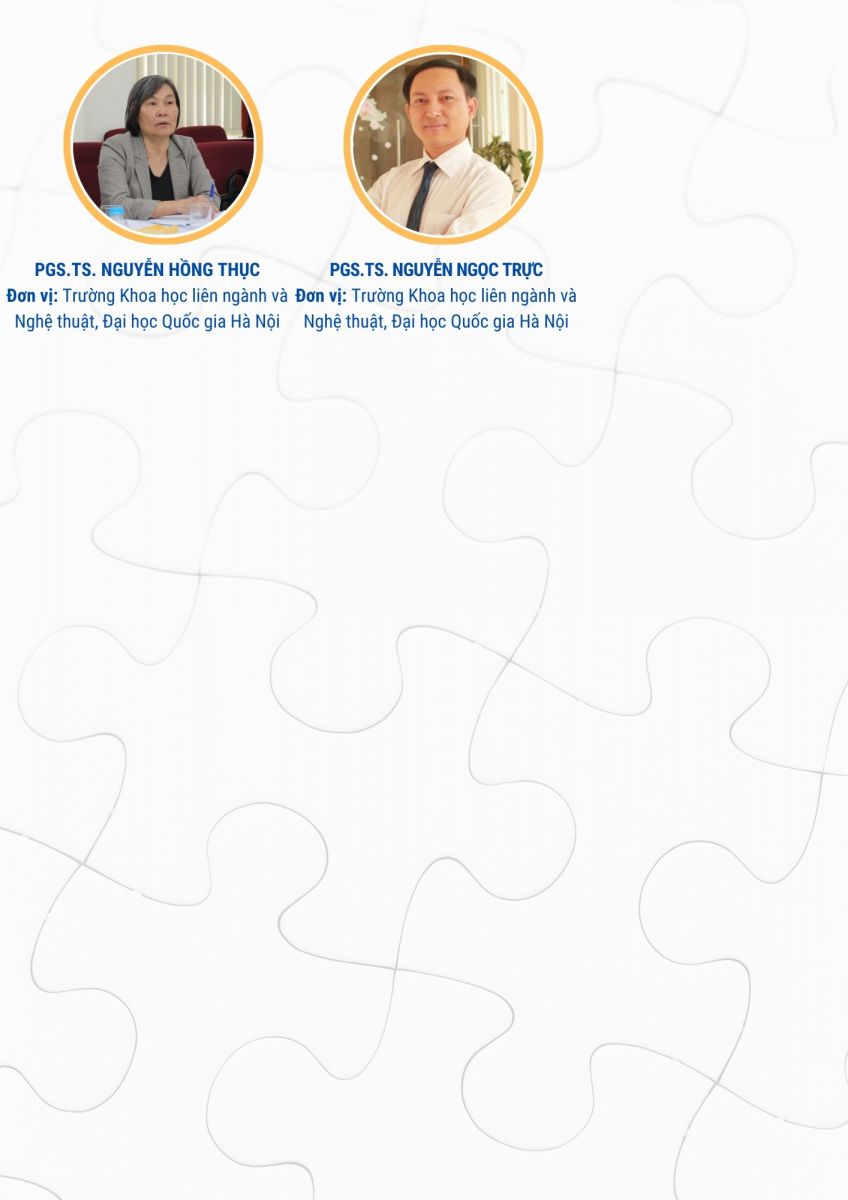 PGS.TS. NGUYỄN HỒNG THỤC
Đơn vị: Trường Khoa học liên ngành và
Nghệ thuật, Đại học Quốc gia Hà Nội
PGS.TS. NGUYỄN NGỌC TRỰC
Đơn vị: Trường Khoa học liên ngành và
Nghệ thuật, Đại học Quốc gia Hà Nội